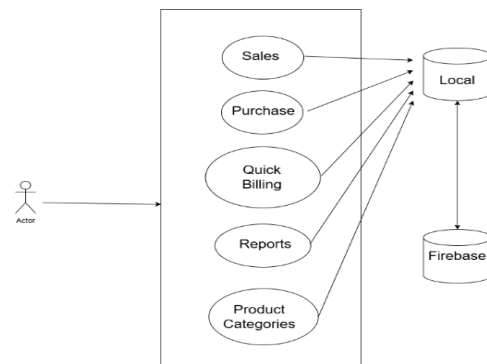 Sales
Local
Purchase
Quick
Billing
Actor
Reports
Firebase
Product
Categories